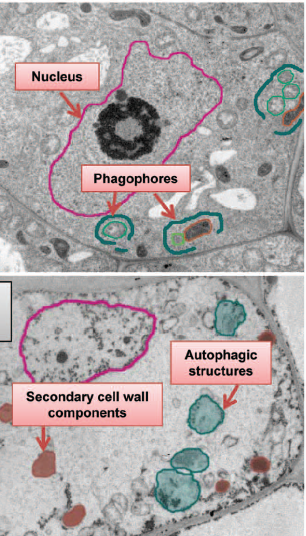 Nucleus
Phagophores
Autophagic
structures
Secondary cell wall
components